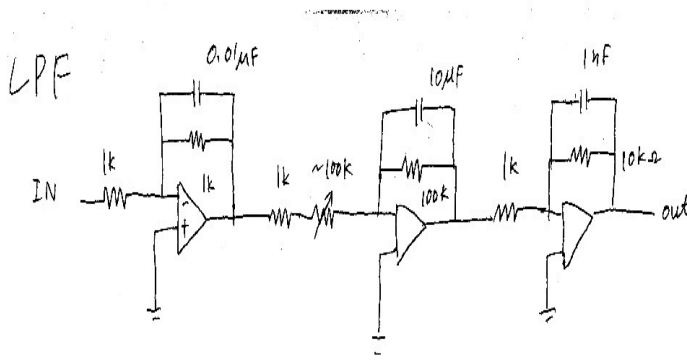 LPF
0.01μF
10μF
1nF
1k
1k
1k
~100k
100k
1k
10kΩ
IN
-
+
out